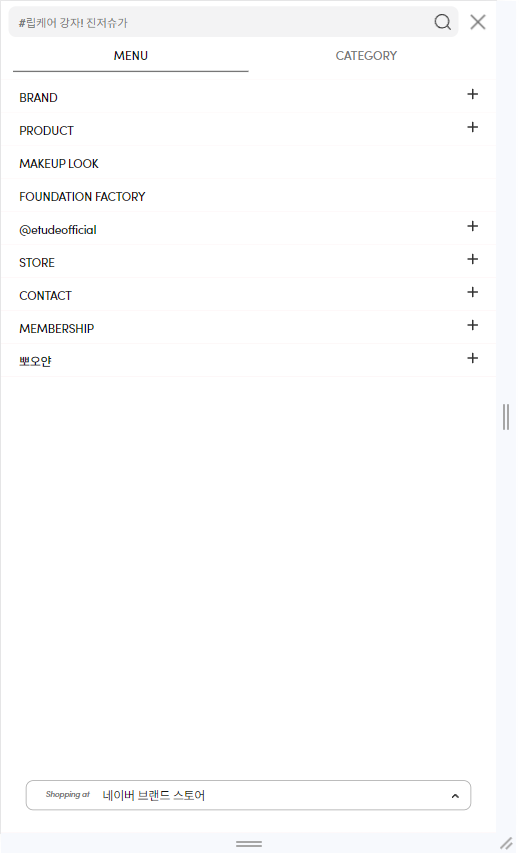 #립케어 강자! 진저슈가
MENU
CATEGORY
BRAND
PRODUCT
MAKEUP LOOK
FOUNDATION FACTORY
@etudeofficial
STORE
CONTACT
MEMBERSHIP
뽀오얀
Shopping at 네이버 브랜드 스토어